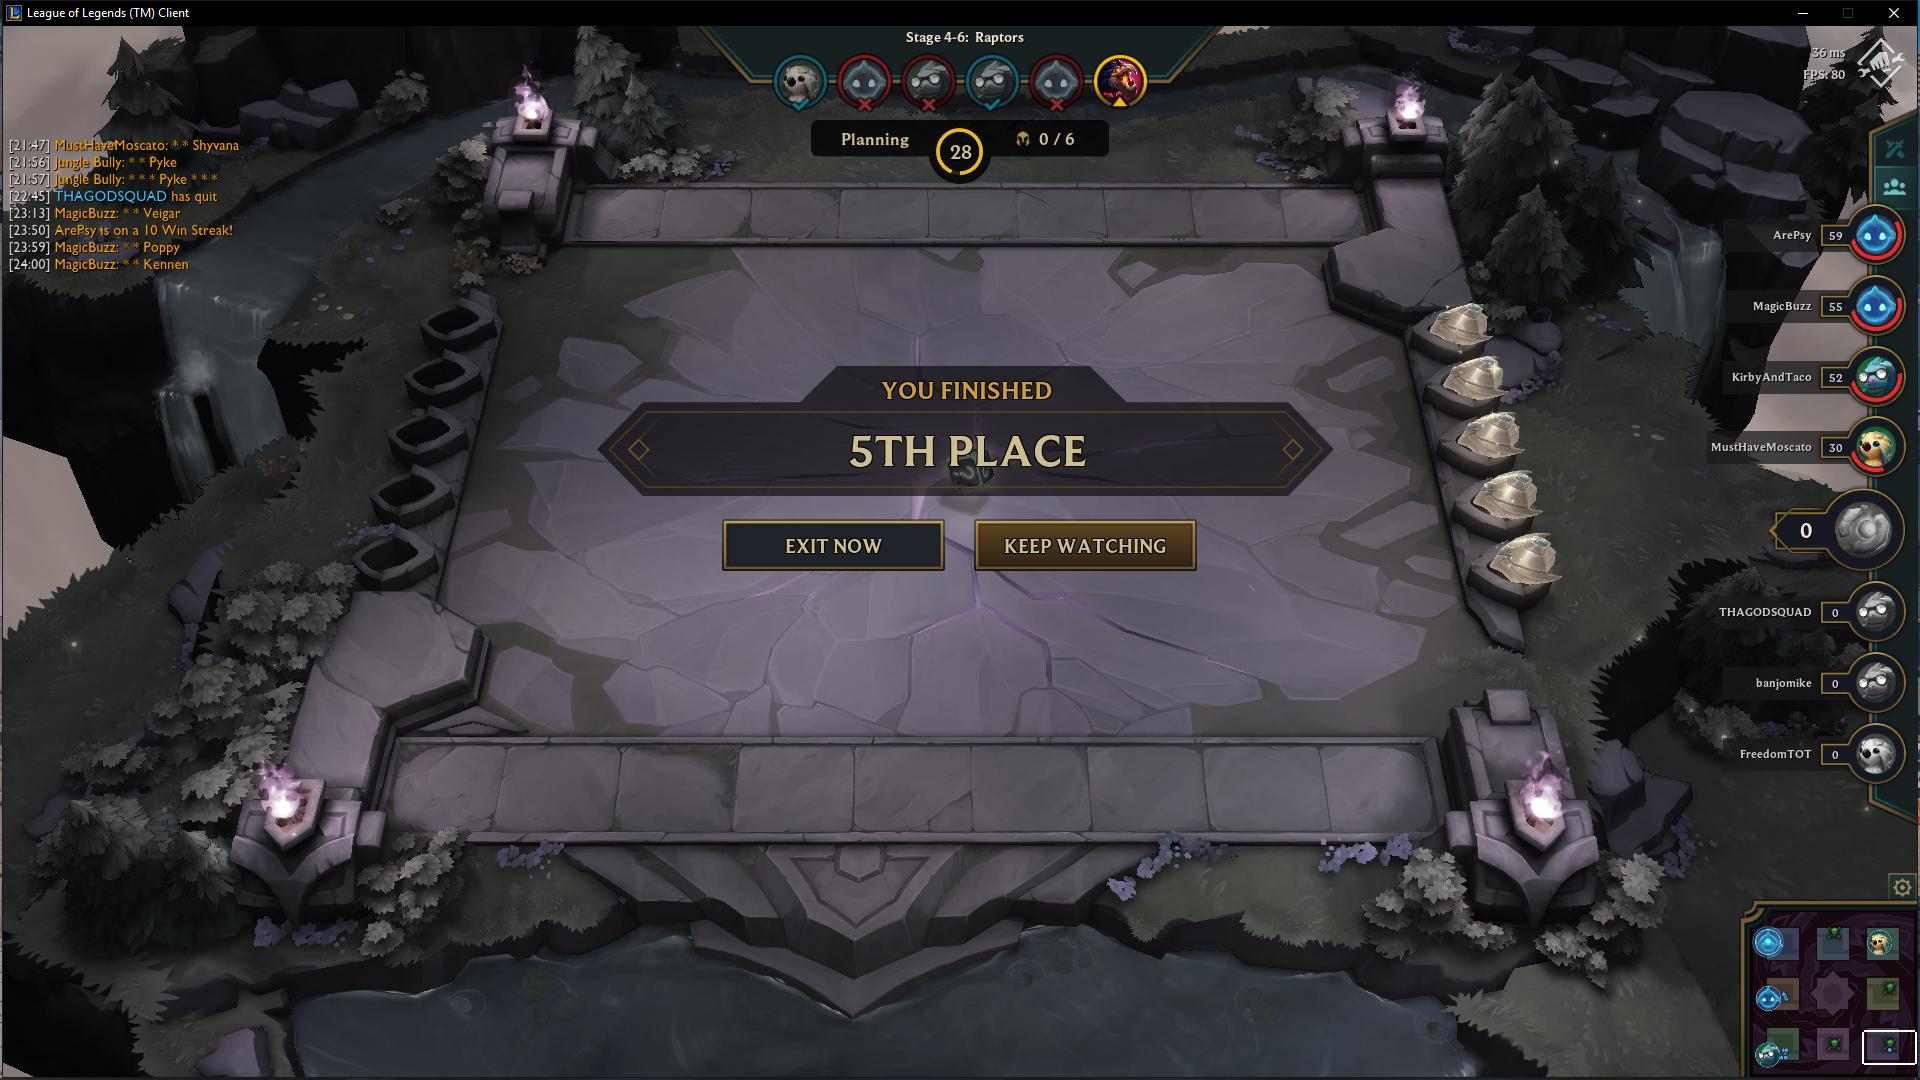 League of Legends (TM) Client
Stage 4-6: Raptors
36 ms
FPS: 80
Planning
28
0 / 6
[21:47] MustHaveMoscato: * * Shyvana
[21:56] Jungle Bully: * * Pyke
[21:57] Jungle Bully: * * * Pyke * * *
[22:45] THAGODSQUAD has quit
[23:13] MagicBuzz: * * Veigar
[23:50] ArePsy is on a 10 Win Streak!
[23:59] MagicBuzz: * * Poppy
[24:00] MagicBuzz: * * Kennen
ArePsy 59
MagicBuzz 55
KirbyAndTaco 52
MustHaveMoscato 30
0
THAGODSQUAD 0
banjomike 0
FreedomTOT 0
YOU FINISHED
5TH PLACE
EXIT NOW
KEEP WATCHING